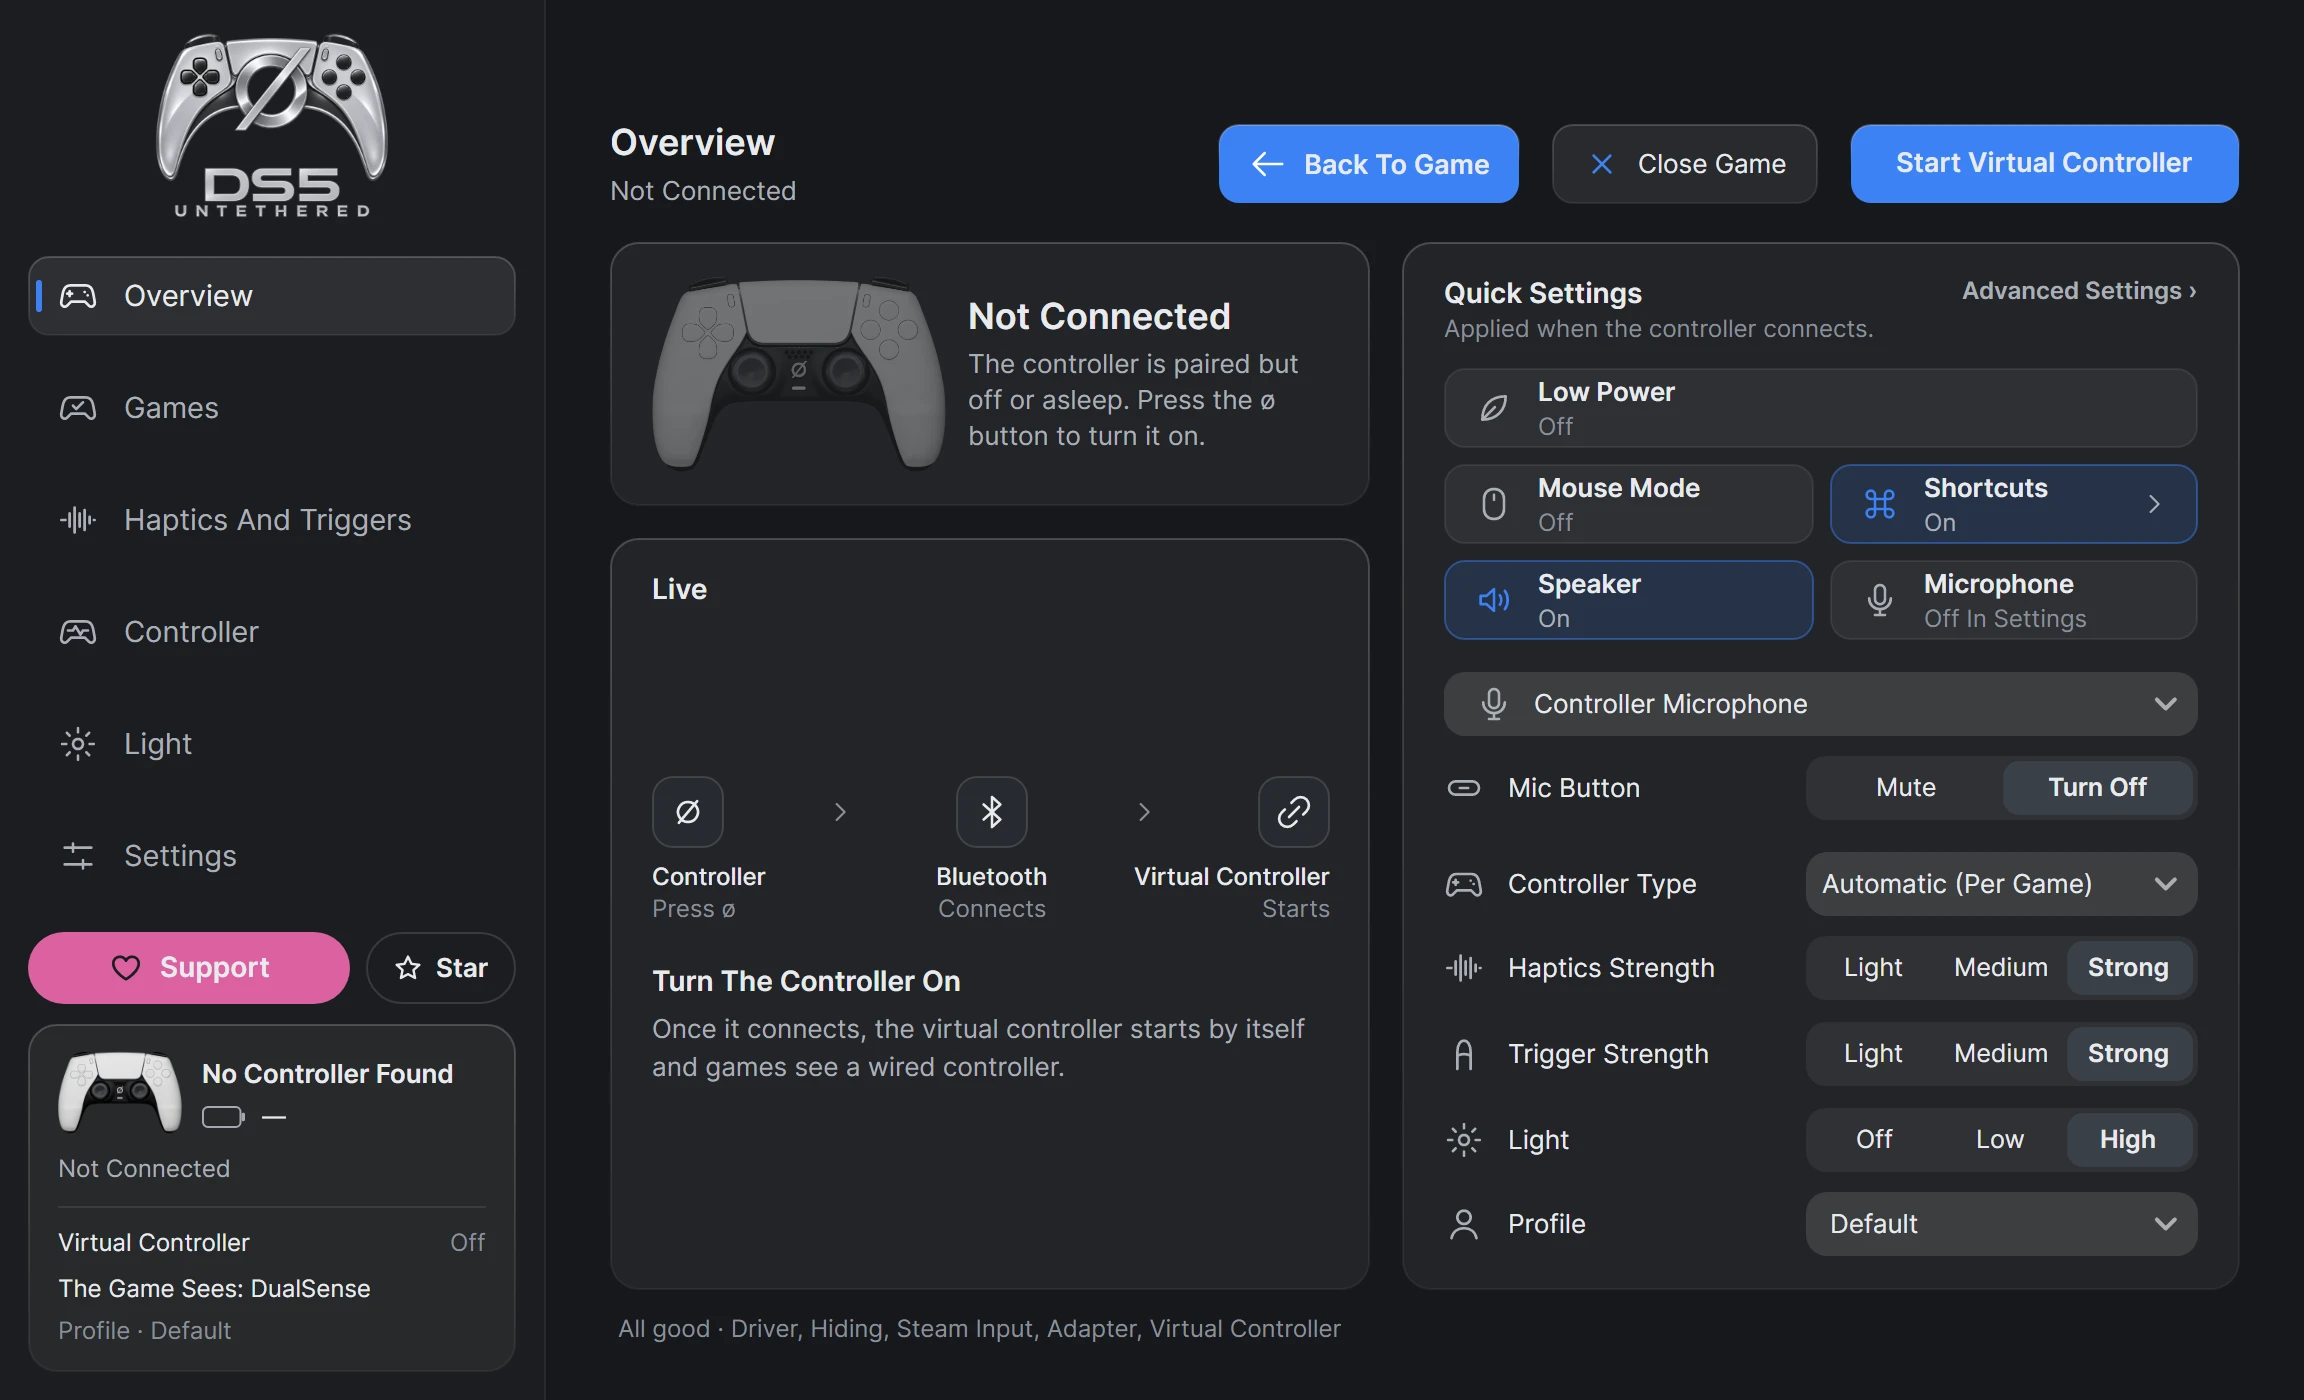 DS5
UNTETHERED
Overview
Games
Haptics And Triggers
Controller
Light
Settings
Support
Star
No Controller Found
—
Not Connected
Virtual Controller
Off
The Game Sees: DualSense
Profile · Default
Overview
Not Connected
Back To Game
Close Game
Start Virtual Controller
Not Connected
The controller is paired but
off or asleep. Press the ø
button to turn it on.
Live
Controller
Press ø
Bluetooth
Connects
Virtual Controller
Starts
Turn The Controller On
Once it connects, the virtual controller starts by itself
and games see a wired controller.
All good · Driver, Hiding, Steam Input, Adapter, Virtual Controller
Quick Settings
Advanced Settings ›
Applied when the controller connects.
Low Power
Off
Mouse Mode
Off
Shortcuts
On
Speaker
On
Microphone
Off In Settings
Controller Microphone
Mic Button
Mute
Turn Off
Controller Type
Automatic (Per Game)
Haptics Strength
Light
Medium
Strong
Trigger Strength
Light
Medium
Strong
Light
Off
Low
High
Profile
Default